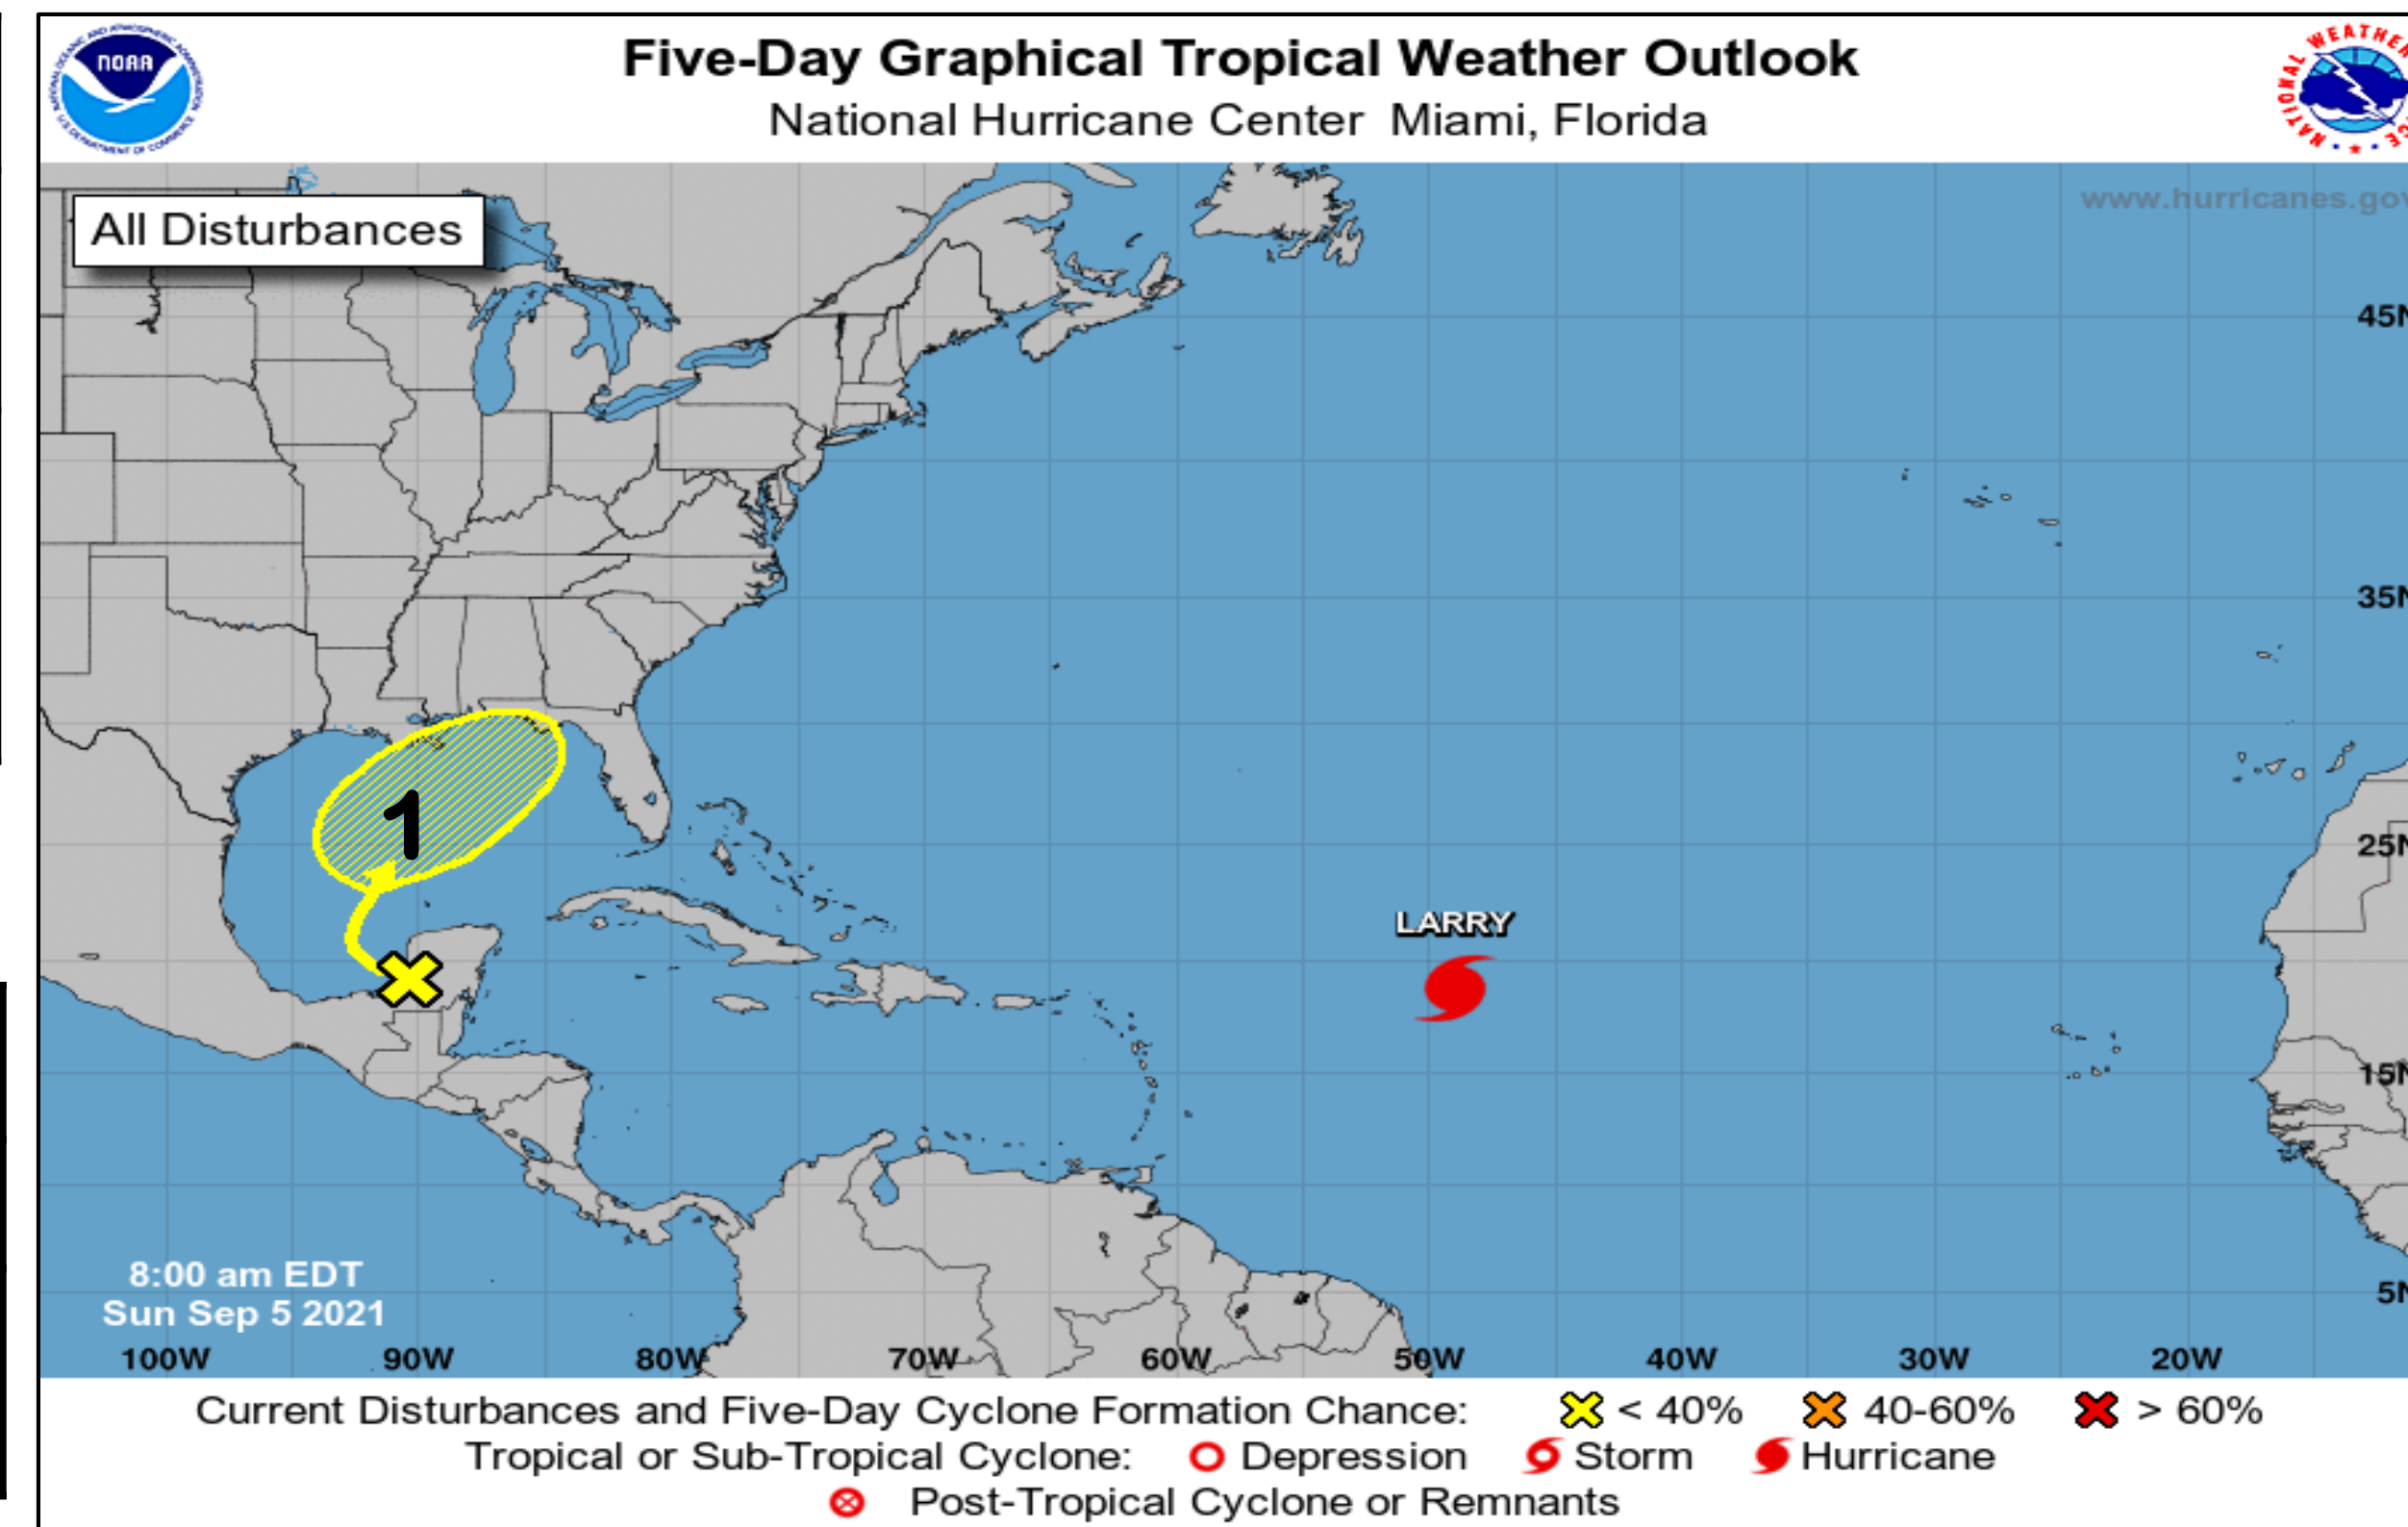 NOAA
Five-Day Graphical Tropical Weather Outlook
National Hurricane Center Miami, Florida
NATIONAL WEATHER
www.hurricanes.gov
All Disturbances
45N
35N
1
25N
LARRY
15N
8:00 am EDT
Sun Sep 5 2021
5N
100W 90W 80W 70W 60W 50W 40W 30W 20W
Current Disturbances and Five-Day Cyclone Formation Chance: < 40% 40-60% > 60%
Tropical or Sub-Tropical Cyclone: Depression Storm Hurricane
Post-Tropical Cyclone or Remnants